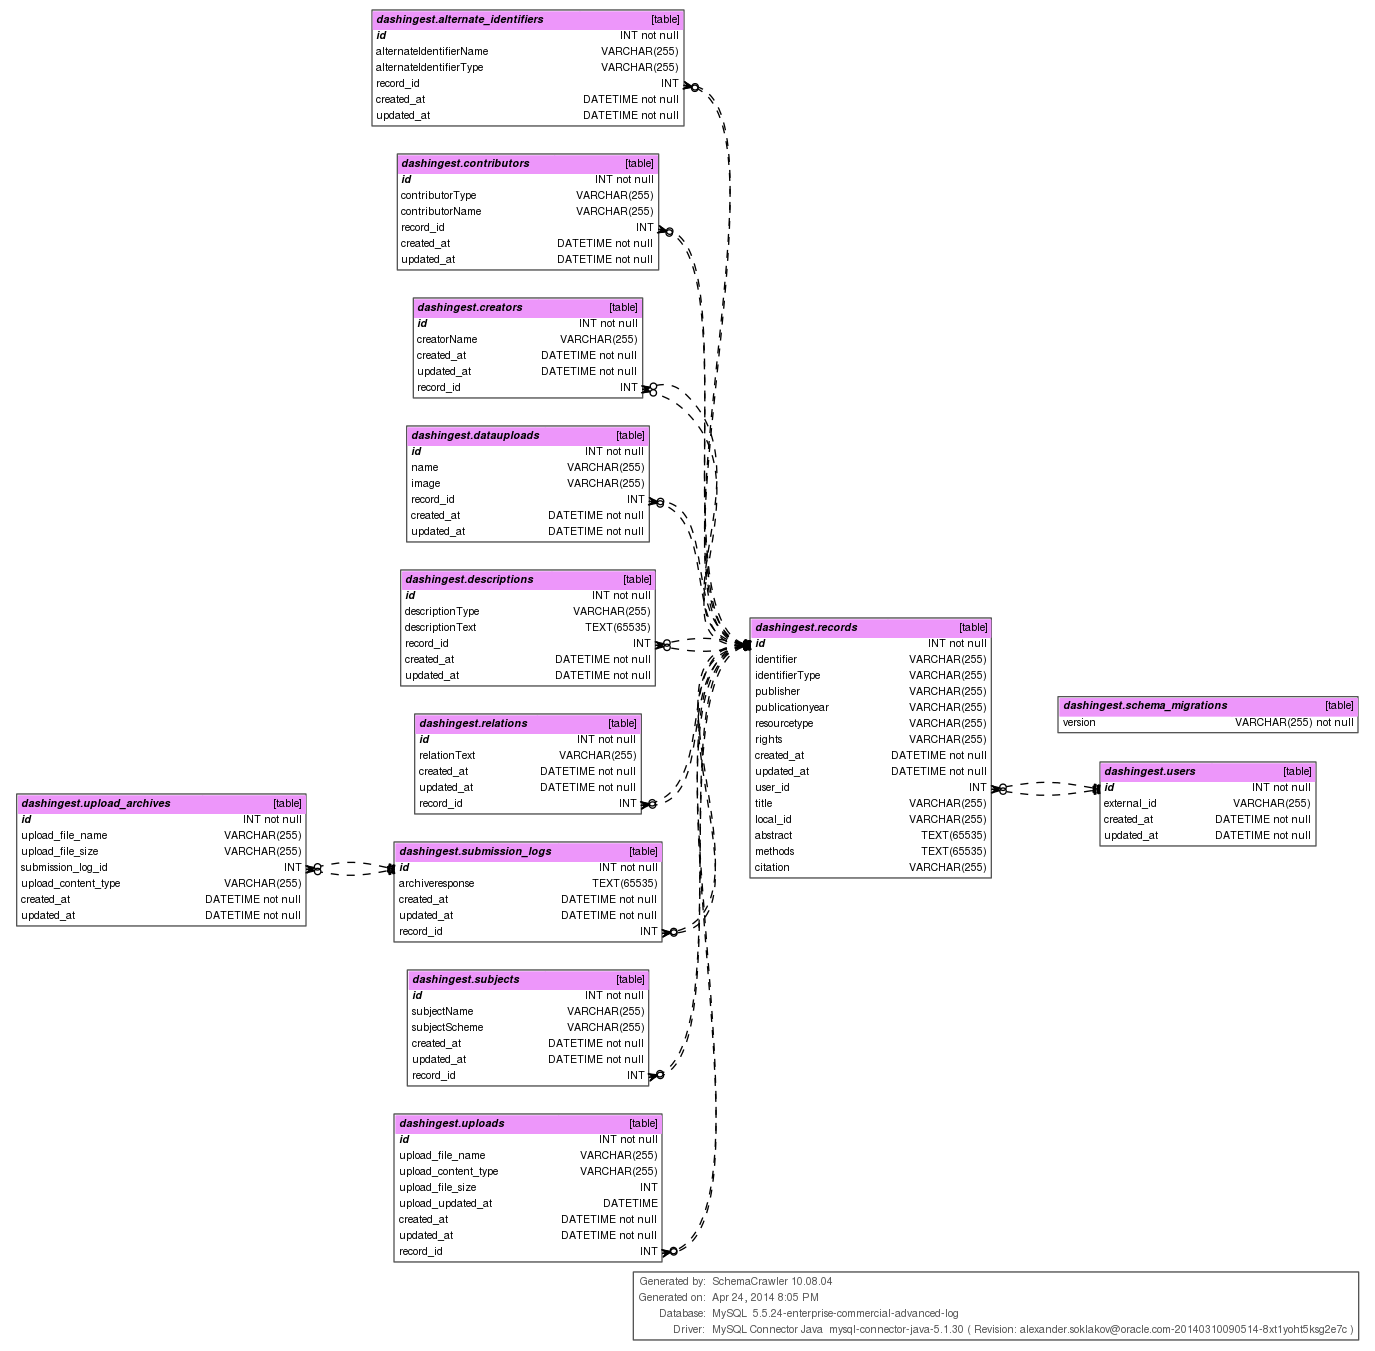 dashingest.alternate_identifiers [table]
id INT not null
alternateIdentifierName VARCHAR(255)
alternateIdentifierType VARCHAR(255)
record_id INT
created_at DATETIME not null
updated_at DATETIME not null
dashingest.contributors [table]
id INT not null
contributorType VARCHAR(255)
contributorName VARCHAR(255)
record_id INT
created_at DATETIME not null
updated_at DATETIME not null
dashingest.creators [table]
id INT not null
creatorName VARCHAR(255)
created_at DATETIME not null
updated_at DATETIME not null
record_id INT
dashingest.datauploads [table]
id INT not null
name VARCHAR(255)
image VARCHAR(255)
record_id INT
created_at DATETIME not null
updated_at DATETIME not null
dashingest.descriptions [table]
id INT not null
descriptionType VARCHAR(255)
descriptionText TEXT(65535)
record_id INT
created_at DATETIME not null
updated_at DATETIME not null
dashingest.relations [table]
id INT not null
relationText VARCHAR(255)
created_at DATETIME not null
updated_at DATETIME not null
record_id INT
dashingest.upload_archives [table]
id INT not null
upload_file_name VARCHAR(255)
upload_file_size VARCHAR(255)
submission_log_id INT
upload_content_type VARCHAR(255)
created_at DATETIME not null
updated_at DATETIME not null
dashingest.submission_logs [table]
id INT not null
archiveresponse TEXT(65535)
created_at DATETIME not null
updated_at DATETIME not null
record_id INT
dashingest.subjects [table]
id INT not null
subjectName VARCHAR(255)
subjectScheme VARCHAR(255)
created_at DATETIME not null
updated_at DATETIME not null
record_id INT
dashingest.uploads [table]
id INT not null
upload_file_name VARCHAR(255)
upload_content_type VARCHAR(255)
upload_file_size INT
upload_updated_at DATETIME
created_at DATETIME not null
updated_at DATETIME not null
record_id INT
dashingest.records [table]
id INT not null
identifier VARCHAR(255)
identifierType VARCHAR(255)
publisher VARCHAR(255)
publicationyear VARCHAR(255)
resourcetype VARCHAR(255)
rights VARCHAR(255)
created_at DATETIME not null
updated_at DATETIME not null
user_id INT
title VARCHAR(255)
local_id VARCHAR(255)
abstract TEXT(65535)
methods TEXT(65535)
citation VARCHAR(255)
dashingest.schema_migrations [table]
version VARCHAR(255) not null
dashingest.users [table]
id INT not null
external_id VARCHAR(255)
created_at DATETIME not null
updated_at DATETIME not null
Generated by: SchemaCrawler 10.08.04
Generated on: Apr 24, 2014 8:05 PM
Database: MySQL 5.5.24-enterprise-commercial-advanced-log
Driver: MySQL Connector Java mysql-connector-java-5.1.30 ( Revision: alexander.soklakov@oracle.com-20140310090514-8xt1yoht5ksg2e7c )